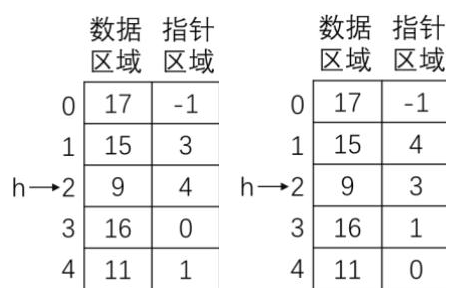 数据 指针 数据 指针
区域 区域 区域 区域
0 17 -1 0 17 -1
1 15 3 1 15 4
h→2 9 4 h→2 9 3
3 16 0 3 16 1
4 11 1 4 11 0